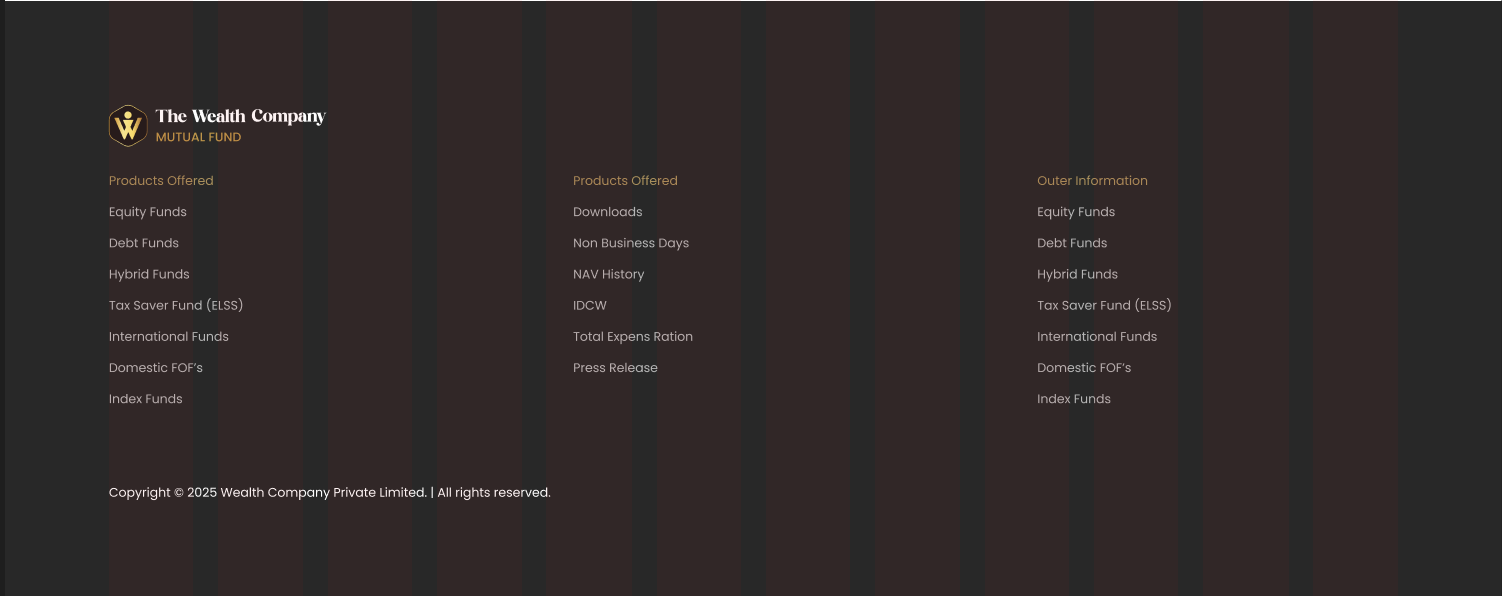 The Wealth Company
MUTUAL FUND
Products Offered
Equity Funds
Debt Funds
Hybrid Funds
Tax Saver Fund (ELSS)
International Funds
Domestic FOF's
Index Funds
Products Offered
Downloads
Non Business Days
NAV History
IDCW
Total Expens Ration
Press Release
Outer Information
Equity Funds
Debt Funds
Hybrid Funds
Tax Saver Fund (ELSS)
International Funds
Domestic FOF's
Index Funds
Copyright © 2025 Wealth Company Private Limited. | All rights reserved.